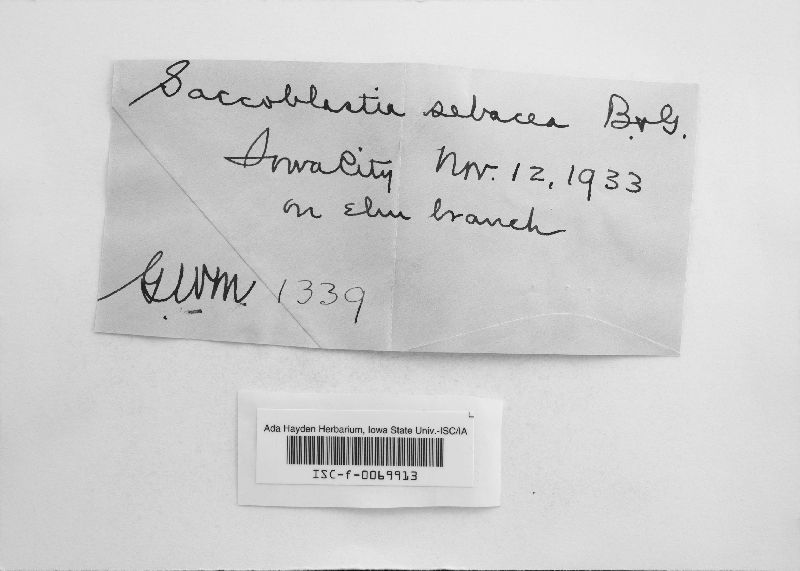 Saccoblastia sebacea B. & G.
Iowa City Nov. 12, 1933
on elm branch
GWM 1339
Ada Hayden Herbarium, Iowa State Univ.-ISC/IA
ISC-f-0069913